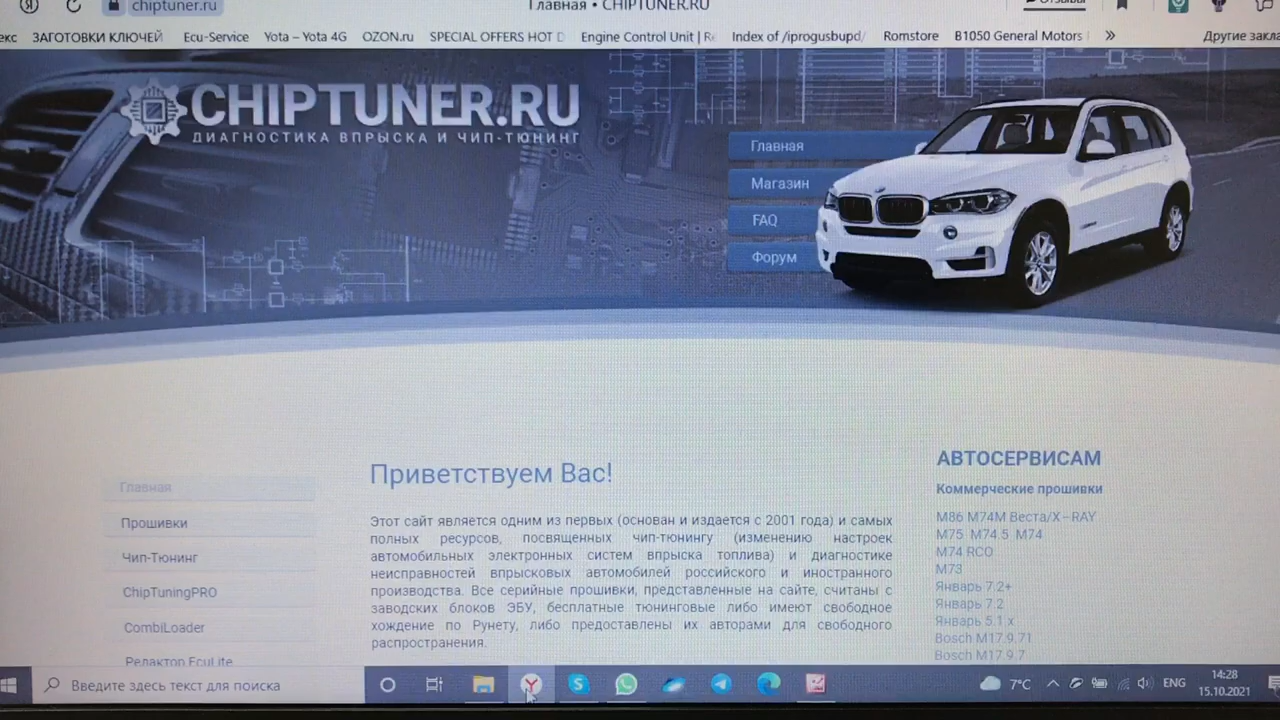 chiptuner.ru
Главная • CHIPTUNER.RU
ЗАГОТОВКИ КЛЮЧЕЙ Ecu-Service Yota – Yota 4G OZON.ru SPECIAL OFFERS HOT D Engine Control Unit | Re Index of /iprogusbupd/ Romstore B1050 General Motors » Другие закла
CHIPTUNER.RU
ДИАГНОСТИКА ВПРЫСКА И ЧИП-ТЮНИНГ
Главная
Магазин
FAQ
Форум
Главная
Прошивки
Чип-Тюнинг
ChipTuningPRO
CombiLoader
Редактор EcuLite
Приветствуем Вас!
Этот сайт является одним из первых (основан и издается с 2001 года) и самых
полных ресурсов, посвященных чип-тюнингу (изменению настроек
автомобильных электронных систем впрыска топлива) и диагностике
неисправностей впрысковых автомобилей российского и иностранного
производства. Все серийные прошивки, представленные на сайте, считаны с
заводских блоков ЭБУ, бесплатные тюнинговые либо имеют свободное
хождение по Рунету, либо предоставлены их авторами для свободного
распространения.
АВТОСЕРВИСАМ
Коммерческие прошивки
M86 M74M Веста/X–RAY
M75 M74.5 M74
M74 RCO
M73
Январь 7.2+
Январь 7.2
Январь 5.1.x
Bosch M17.9.71
Bosch M17.9.7
Введите здесь текст для поиска
7°C
ENG
14:28
15.10.2021